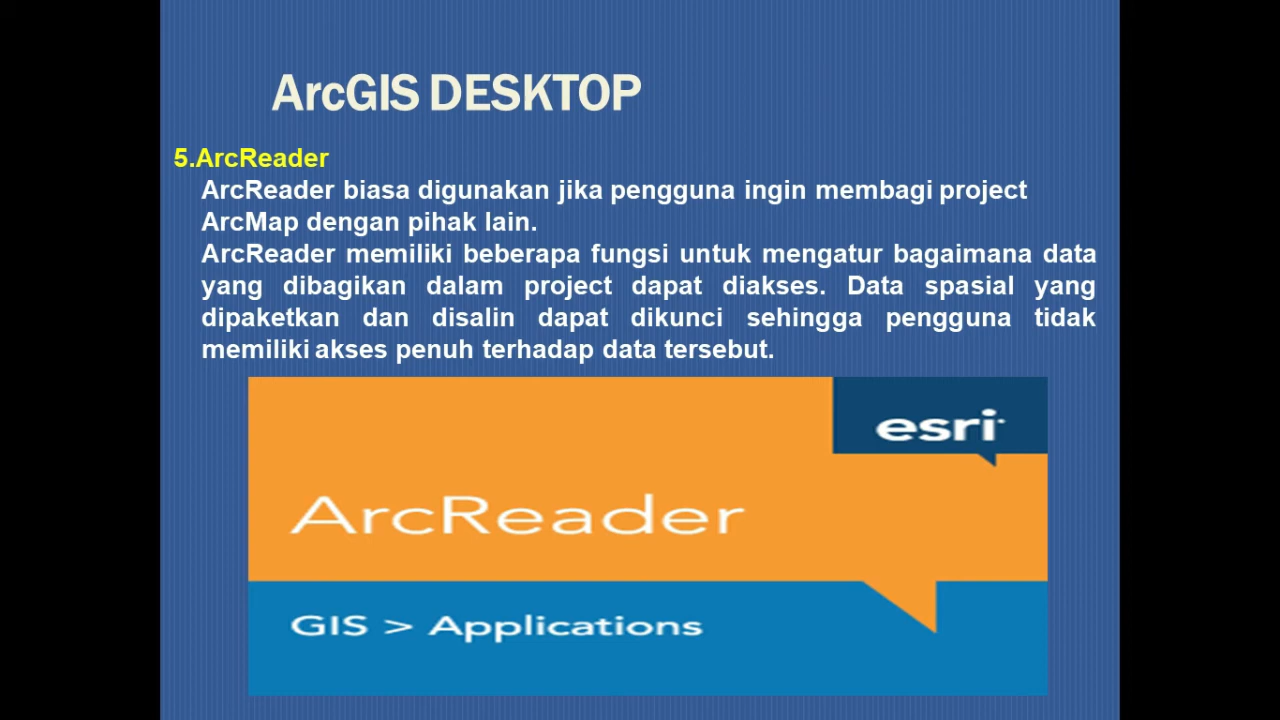 ArcGIS DESKTOP
5.ArcReader
ArcReader biasa digunakan jika pengguna ingin membagi project
ArcMap dengan pihak lain.
ArcReader memiliki beberapa fungsi untuk mengatur bagaimana data
yang dibagikan dalam project dapat diakses. Data spasial yang
dipaketkan dan disalin dapat dikunci sehingga pengguna tidak
memiliki akses penuh terhadap data tersebut.
esri
ArcReader
GIS > Applications